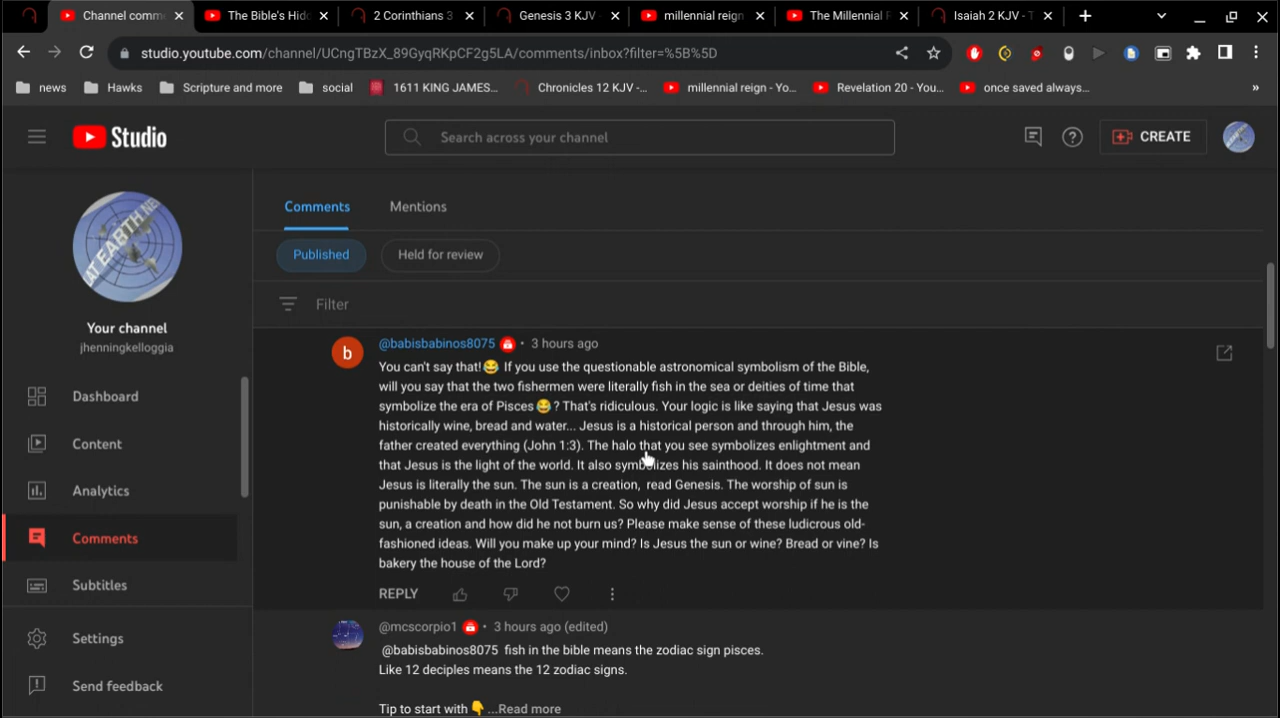 Channel comm
The Bible's Hid
2 Corinthians 3
Genesis 3 KJV -
millennial reign
The Millennial R
Isaiah 2 KJV - T
studio.youtube.com/channel/UCngTBzX_89GyqRKpCF2g5LA/comments/inbox?filter=%5B%5D
news
Hawks
Scripture and more
social
1611 KING JAMES...
Chronicles 12 KJV -...
millennial reign - Yo...
Revelation 20 - You...
once saved always...
»
Studio
Search across your channel
CREATE
AT EARTH NE
Your channel
jhenningkelloggia
Dashboard
Content
Analytics
Comments
Subtitles
Settings
Send feedback
Comments
Mentions
Published
Held for review
Filter
b
@babisbabinos8075 • 3 hours ago
You can't say that!😂 If you use the questionable astronomical symbolism of the Bible,
will you say that the two fishermen were literally fish in the sea or deities of time that
symbolize the era of Pisces😂? That's ridiculous. Your logic is like saying that Jesus was
historically wine, bread and water... Jesus is a historical person and through him, the
father created everything (John 1:3). The halo that you see symbolizes enlightment and
that Jesus is the light of the world. It also symbolizes his sainthood. It does not mean
Jesus is literally the sun. The sun is a creation, read Genesis. The worship of sun is
punishable by death in the Old Testament. So why did Jesus accept worship if he is the
sun, a creation and how did he not burn us? Please make sense of these ludicrous old-
fashioned ideas. Will you make up your mind? Is Jesus the sun or wine? Bread or vine? Is
bakery the house of the Lord?
REPLY
@mcscorpio1 • 3 hours ago (edited)
@babisbabinos8075 fish in the bible means the zodiac sign pisces.
Like 12 deciples means the 12 zodiac signs.
Tip to start with 👇 ...Read more